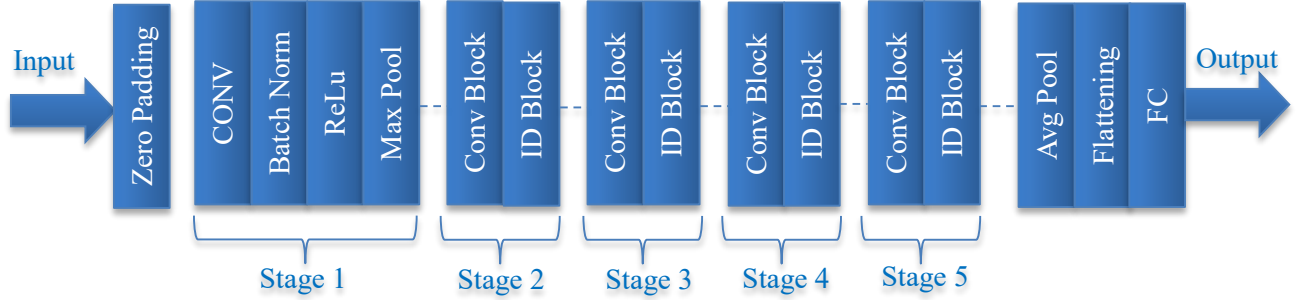 Input
Zero Padding
CONV
Batch Norm
ReLu
Max Pool
Conv Block
ID Block
Conv Block
ID Block
Conv Block
ID Block
Conv Block
ID Block
Avg Pool
Flattening
FC
Output
Stage 1
Stage 2
Stage 3
Stage 4
Stage 5